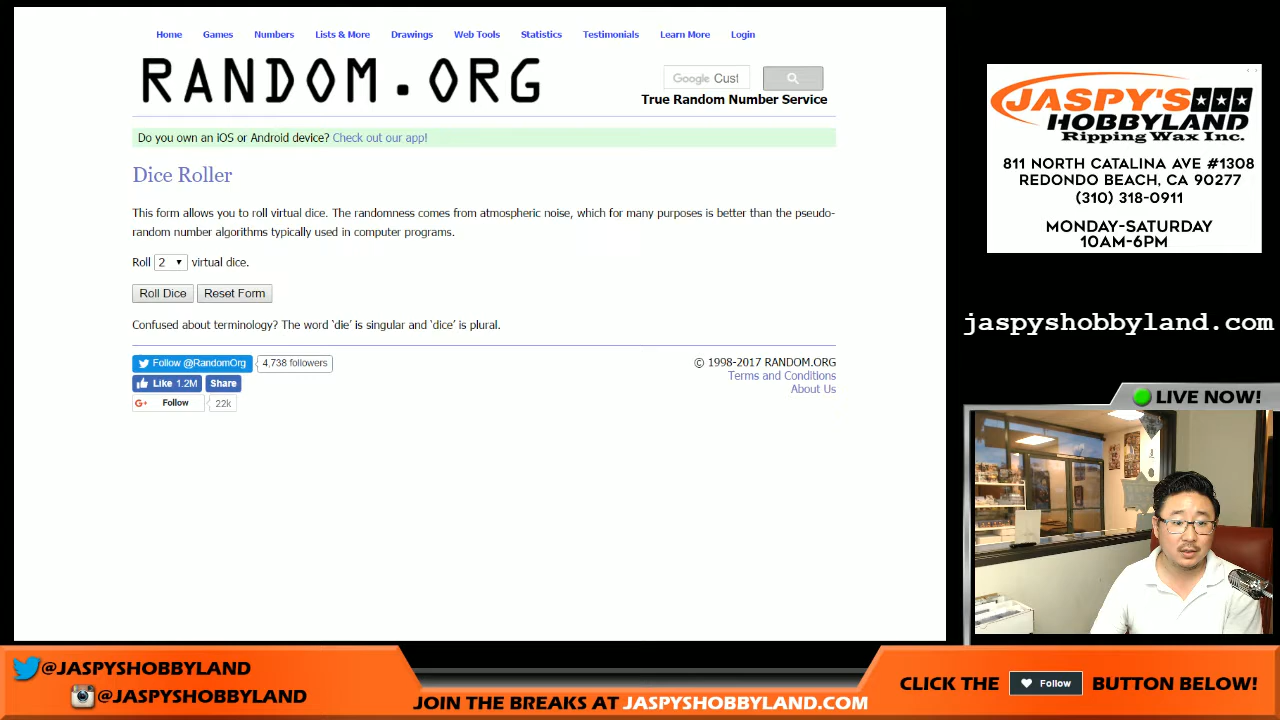 Home Games Numbers Lists & More Drawings Web Tools Statistics Testimonials Learn More Login
RANDOM.ORG
Google Cust
True Random Number Service
Do you own an iOS or Android device? Check out our app!
Dice Roller
This form allows you to roll virtual dice. The randomness comes from atmospheric noise, which for many purposes is better than the pseudo-
random number algorithms typically used in computer programs.
Roll 2 virtual dice.
Roll Dice Reset Form
Confused about terminology? The word 'die' is singular and 'dice' is plural.
Follow @RandomOrg 4,738 followers
Like 1.2M Share
G+ Follow 22k
© 1998-2017 RANDOM.ORG
Terms and Conditions
About Us
JASPY'S
HOBBYLAND
Ripping Wax Inc.
811 NORTH CATALINA AVE #1308
REDONDO BEACH, CA 90277
(310) 318-0911
MONDAY-SATURDAY
10AM-6PM
jaspyshobbyland.com
LIVE NOW!
@JASPYSHOBBYLAND
@JASPYSHOBBYLAND
JOIN THE BREAKS AT JASPYSHOBBYLAND.COM
CLICK THE Follow BUTTON BELOW!